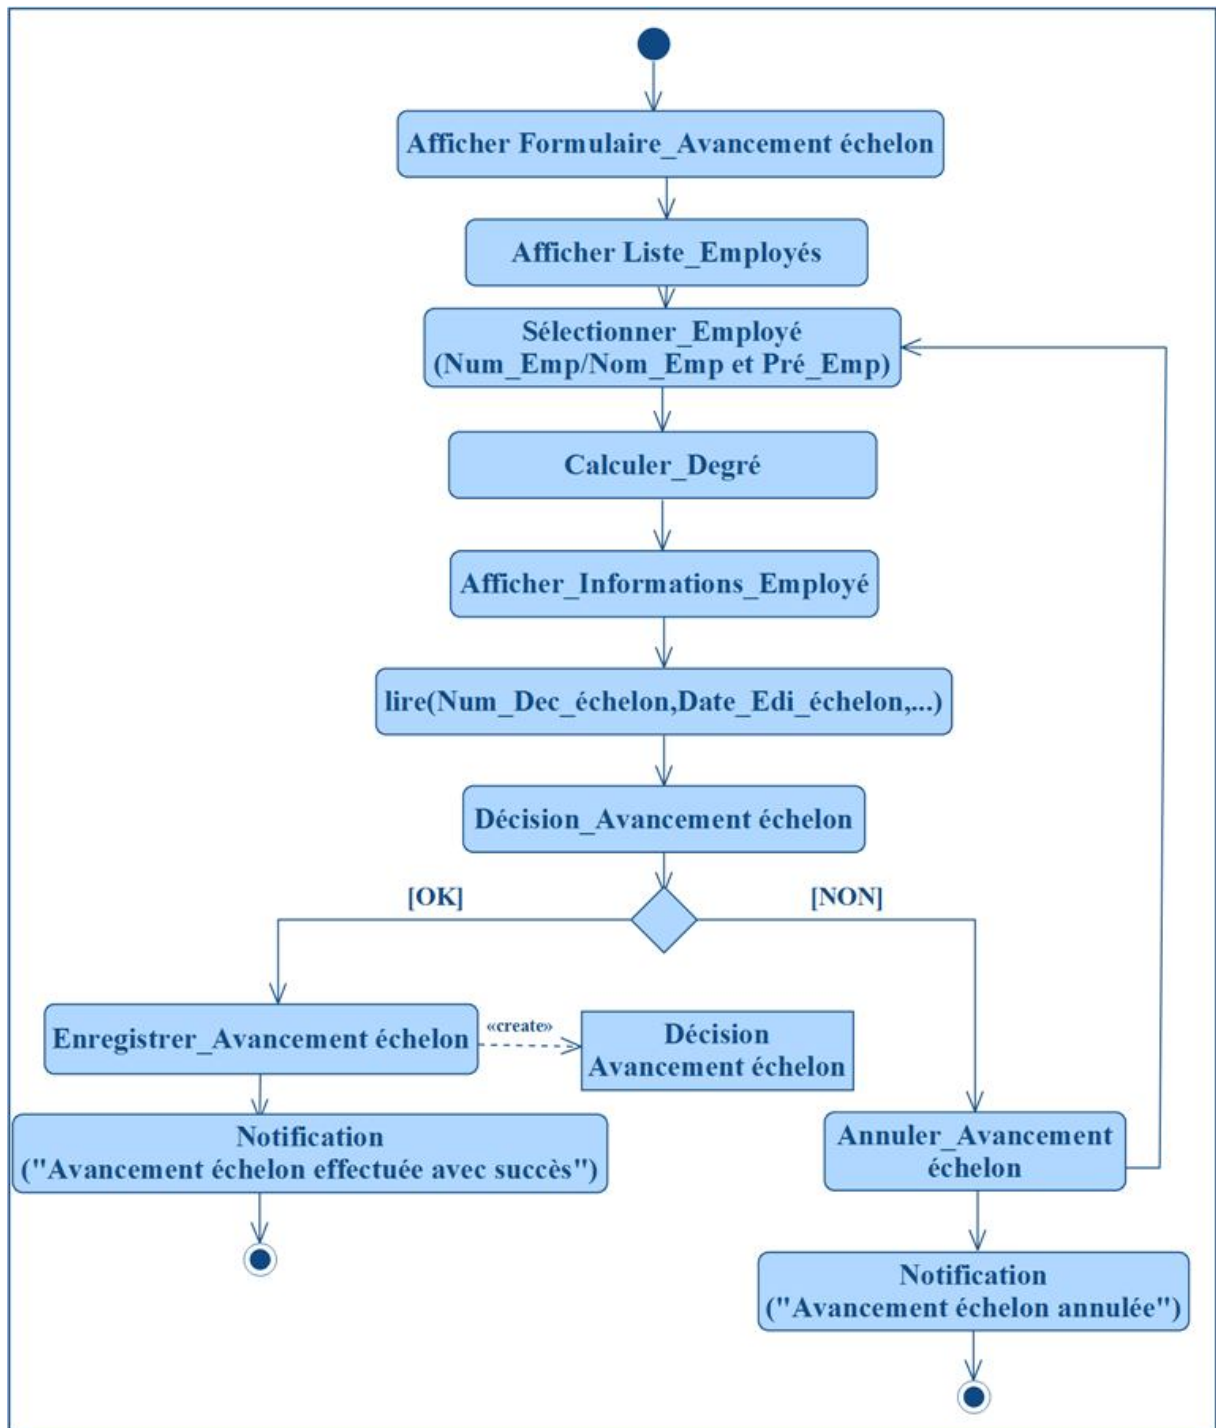 Afficher Formulaire_Avancement échelon
Afficher Liste_Employés
Sélectionner_Employé
(Num_Emp/Nom_Emp et Pré_Emp)
Calculer_Degré
Afficher_Informations_Employé
lire(Num_Dec_échelon,Date_Edi_échelon,...)
Décision_Avancement échelon
[OK]
[NON]
Enregistrer_Avancement échelon
«create»
Décision
Avancement échelon
Notification
("Avancement échelon effectuée avec succès")
Annuler_Avancement
échelon
Notification
("Avancement échelon annulée")